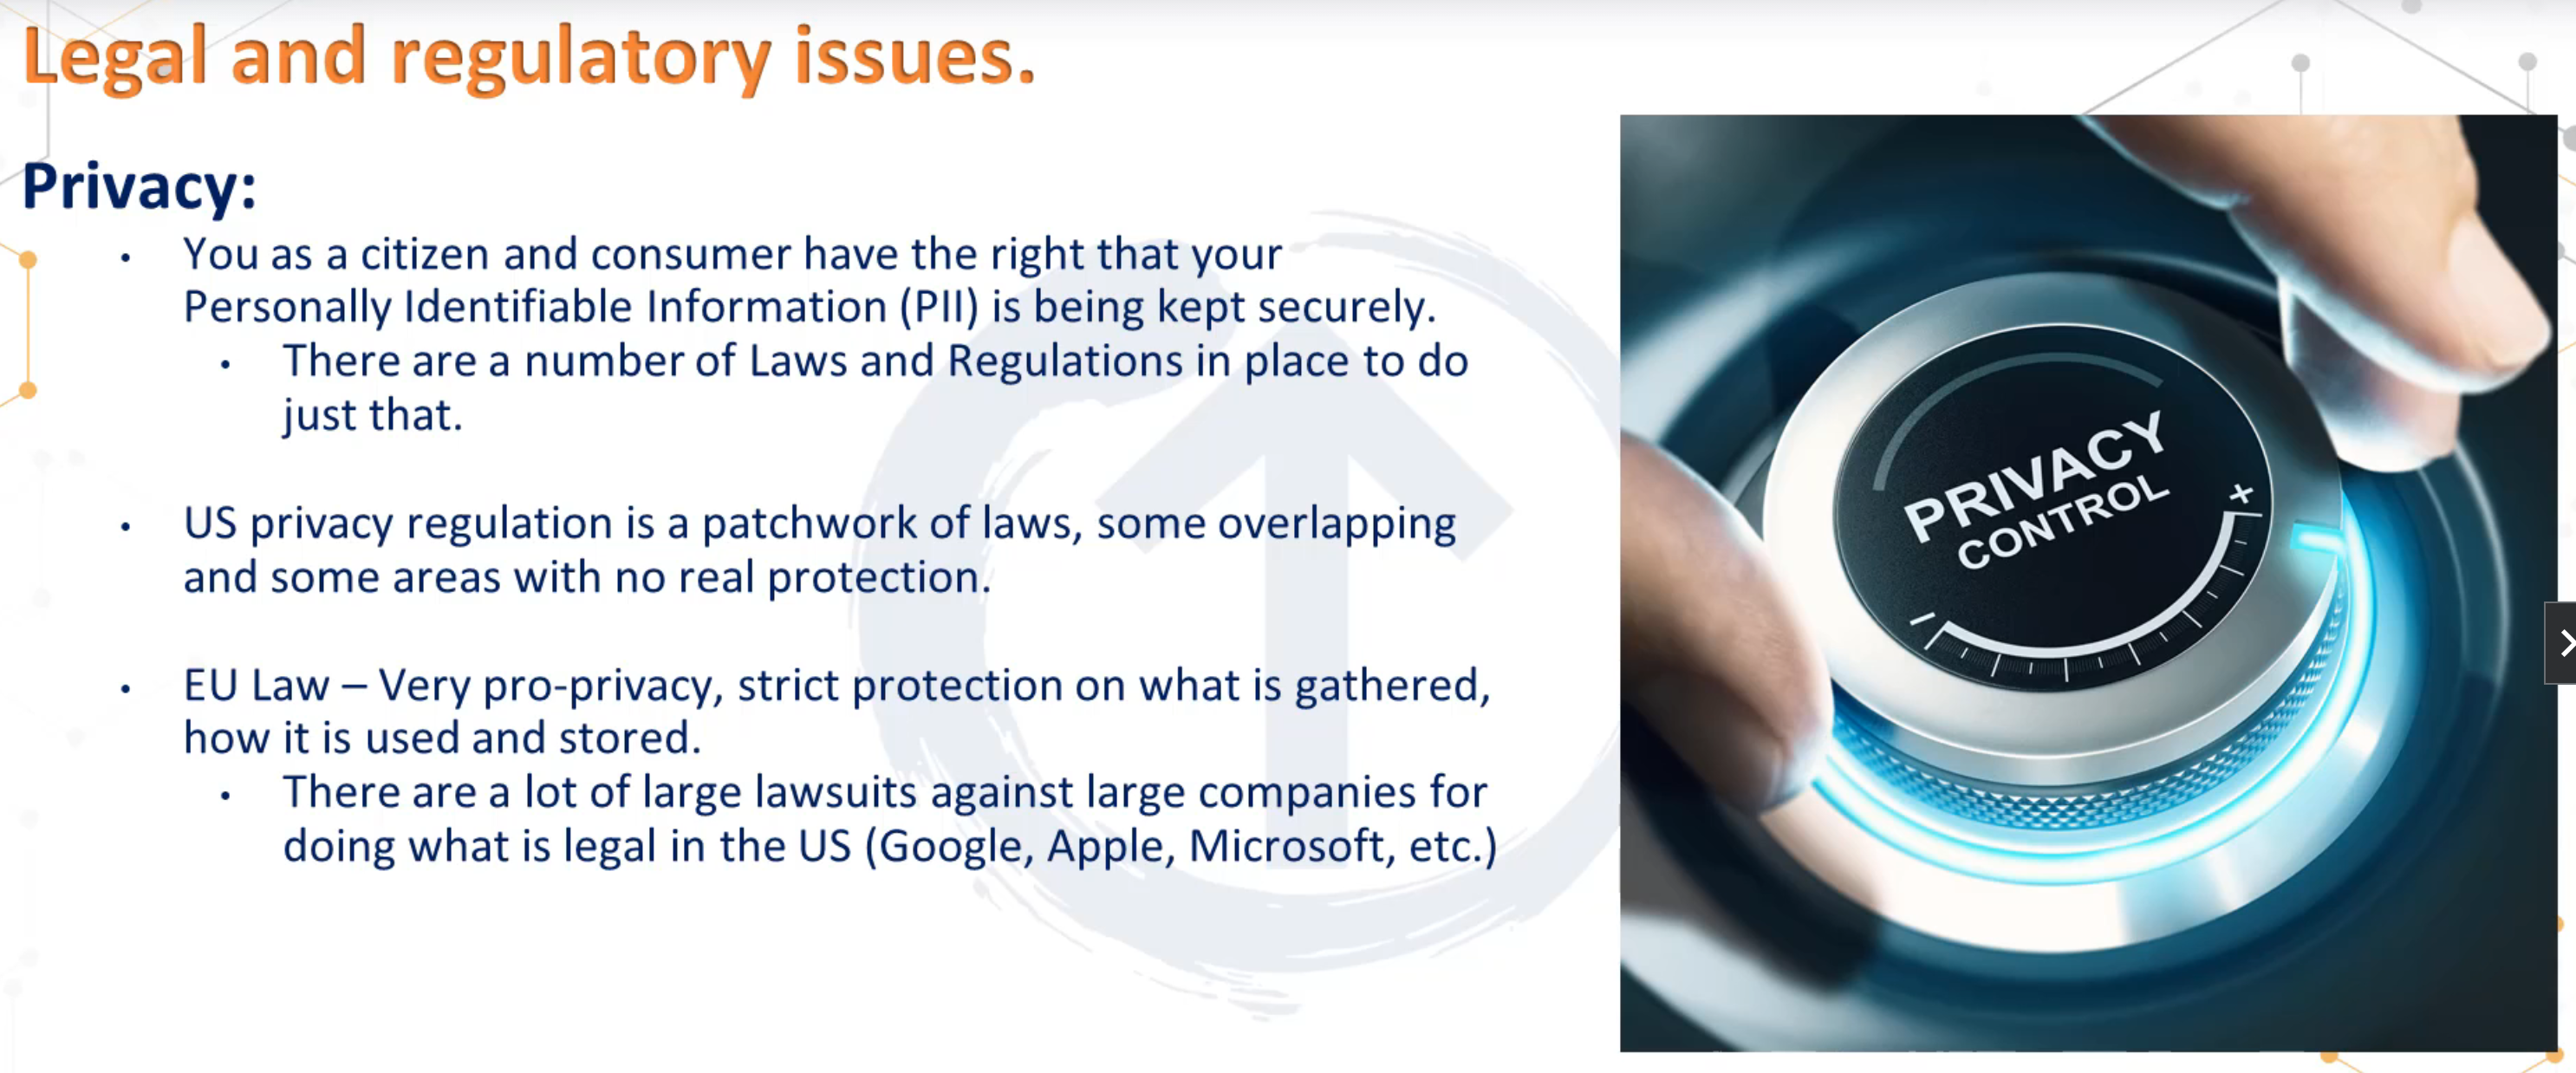 Legal and regulatory issues.
Privacy:
• You as a citizen and consumer have the right that your
Personally Identifiable Information (PII) is being kept securely.
• There are a number of Laws and Regulations in place to do
just that.
• US privacy regulation is a patchwork of laws, some overlapping
and some areas with no real protection.
• EU Law – Very pro-privacy, strict protection on what is gathered,
how it is used and stored.
• There are a lot of large lawsuits against large companies for
doing what is legal in the US (Google, Apple, Microsoft, etc.)
PRIVACY
CONTROL
+
–